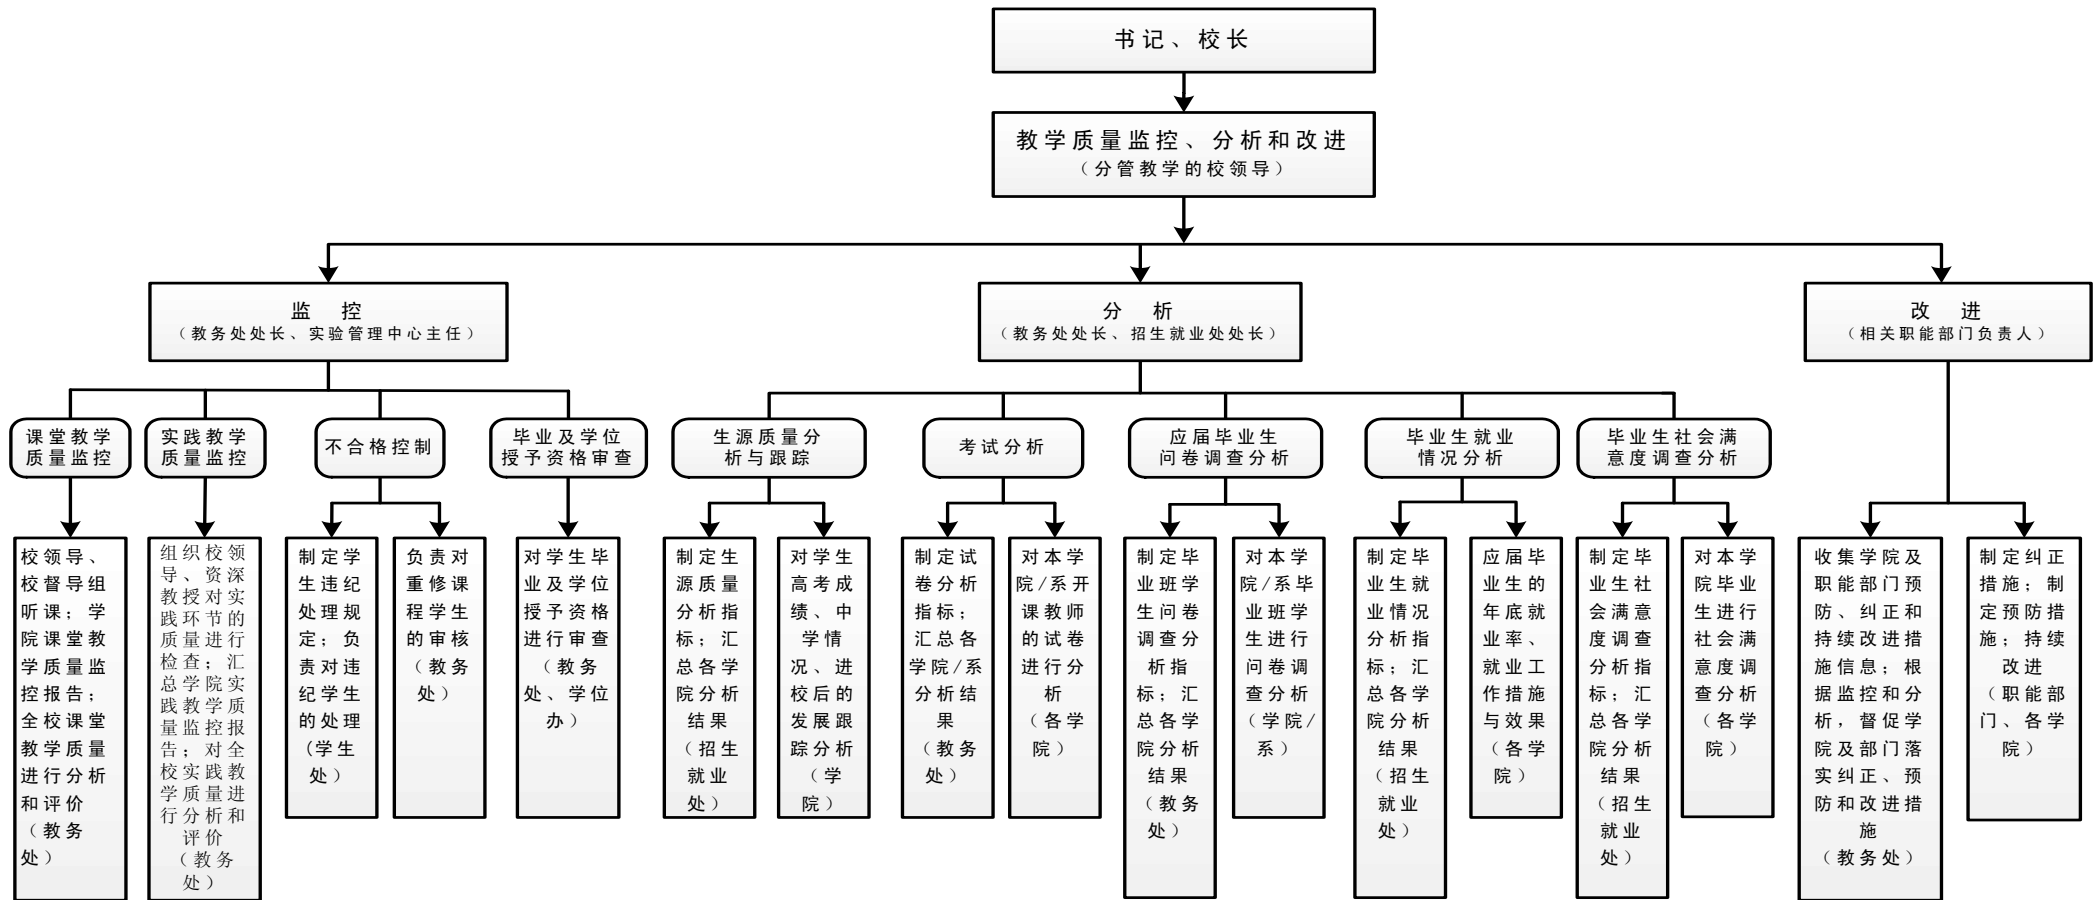 书记、校长
教学质量监控、分析和改进
（分管教学的校领导）
监 控
（教务处处长、实验管理中心主任）
分 析
（教务处处长、招生就业处处长）
改 进
（相关职能部门负责人）
课堂教学
质量监控
实践教学
质量监控
不合格控制
毕业及学位
授予资格审查
生源质量分
析与跟踪
考试分析
应届毕业生
问卷调查分析
毕业生就业
情况分析
毕业生社会满
意度调查分析
校领导、
校督导组
听课；学
院课堂教
学质量监
控报告；
全校课堂
教学质量
进行分析
和评价
（教务
处）
组织校领
导、资深
教授对实
践环节的
质量进行
检查；汇
总学院实
践教学质
量监控报
告；对全
校实践教
学质量进
行分析和
评价
（教务
处）
制定学
生违纪
处理规
定；负
责对违
纪学生
的处理
(学生
处）
负责对
重修课
程学生
的审核
（教务
处）
对学生毕
业及学位
授予资格
进行审查
（教务
处、学位
办）
制定生
源质量
分析指
标；汇
总各学
院分析
结果
（招生
就业
处）
对学生
高考成
绩、中
学情
况、进
校后的
发展跟
踪分析
（学
院）
制定试
卷分析
指标；
汇总各
学院/系
分析结
果
（教务
处）
对本学
院/系开
课教师
的试卷
进行分
析
（各学
院）
制定毕
业班学
生问卷
调查分
析指
标；汇
总各学
院分析
结果
（教务
处）
对本学
院/系毕
业班学
生进行
问卷调
查分析
（学院/
系）
制定毕
业生就
业情况
分析指
标；汇
总各学
院分析
结果
（招生
就业
处）
应届毕
业生的
年底就
业率、
就业工
作措施
与效果
（各学
院）
制定毕
业生社
会满意
度调查
分析指
标；汇
总各学
院分析
结果
（招生
就业
处）
对本学
院毕业
生进行
社会满
意度调
查分析
（各学
院）
收集学院及
职能部门预
防、纠正和
持续改进措
施信息；根
据监控和分
析，督促学
院及部门落
实纠正、预
防和改进措
施
（教务处）
制定纠正
措施；制
定预防措
施；持续
改进
（职能部
门、各学
院）